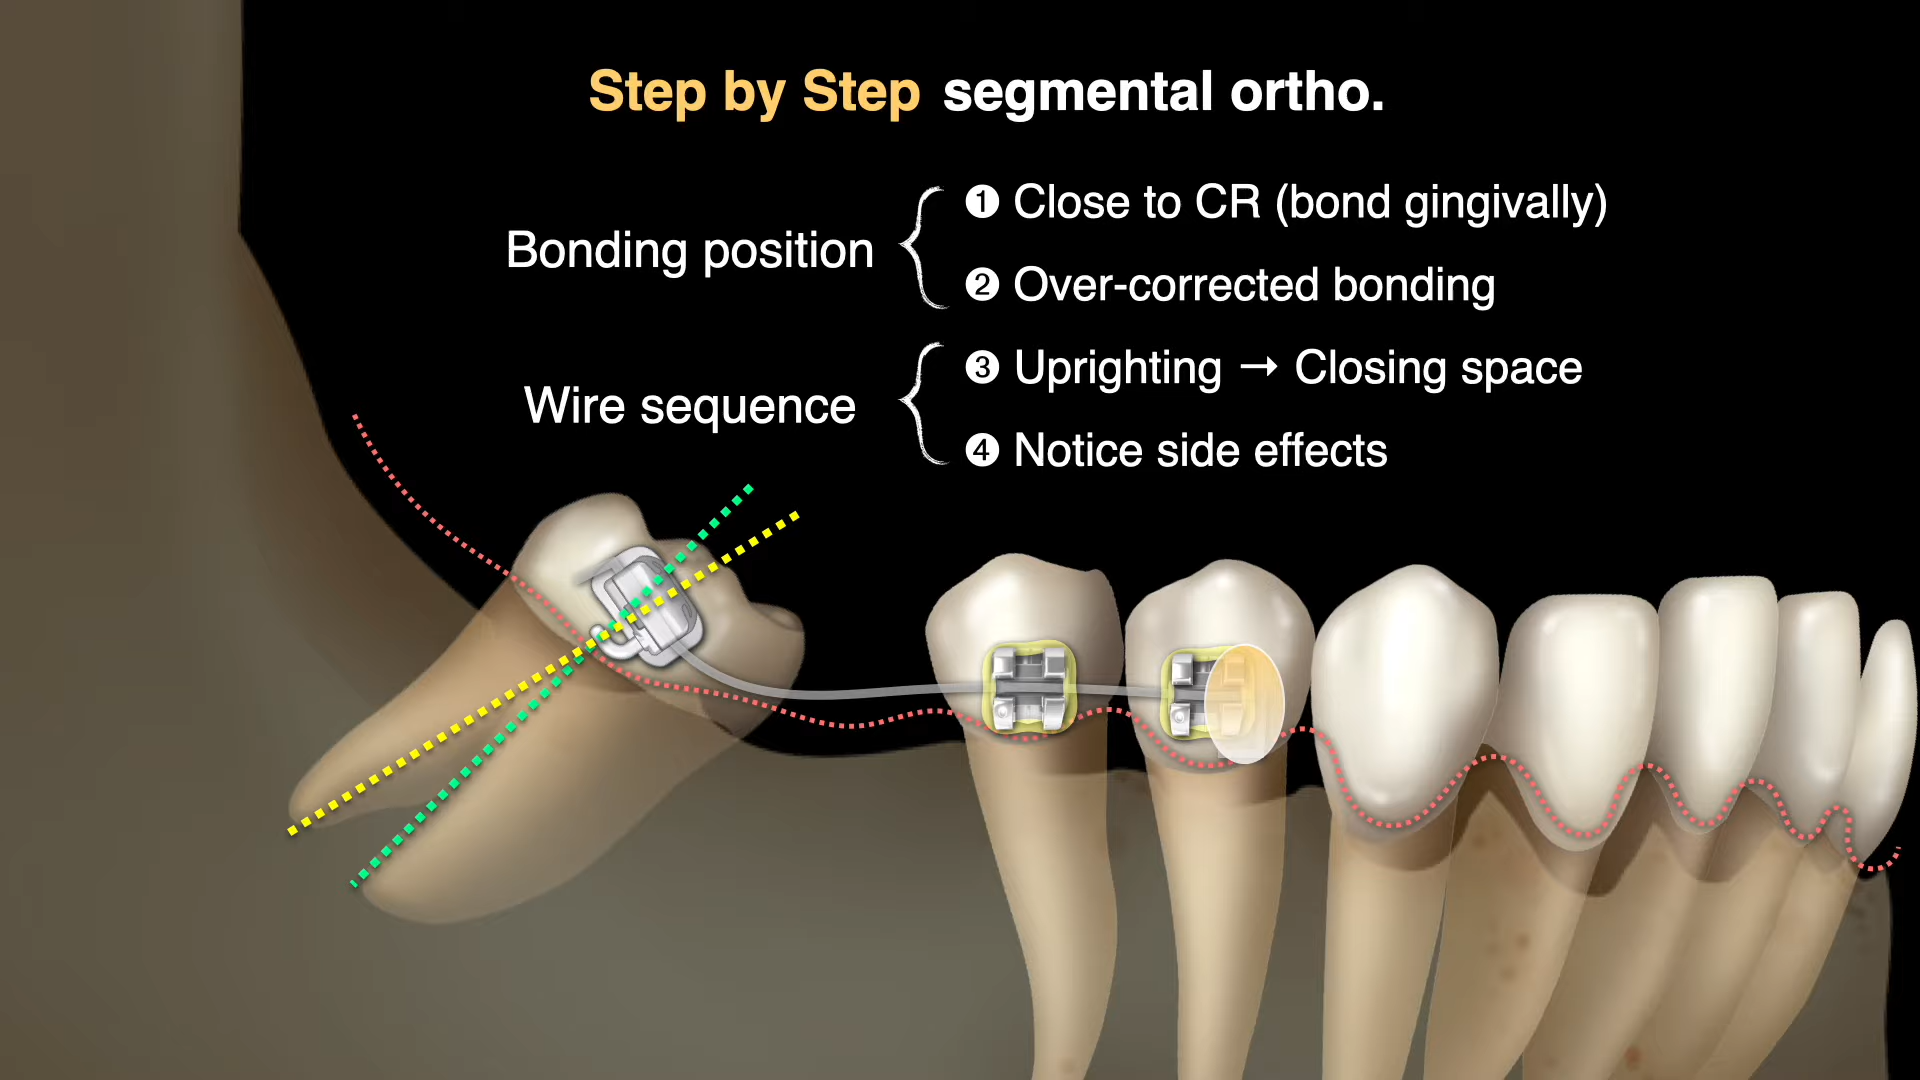 Step by Step segmental ortho.
Bonding position
❶ Close to CR (bond gingivally)
❷ Over-corrected bonding
Wire sequence
❸ Uprighting → Closing space
❹ Notice side effects